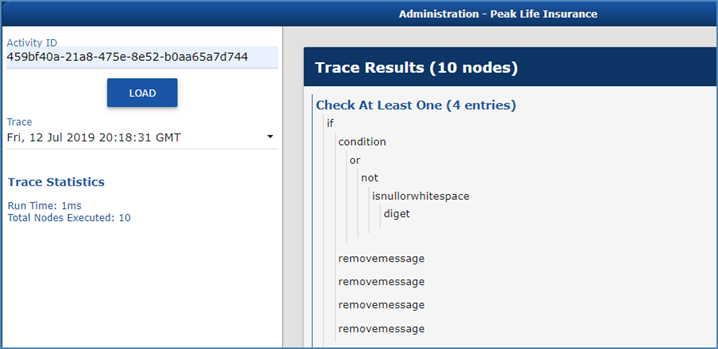 Administration - Peak Life Insurance
Activity ID
459bf40a-21a8-475e-8e52-b0aa65a7d744
LOAD
Trace
Fri, 12 Jul 2019 20:18:31 GMT
Trace Statistics
Run Time: 1ms
Total Nodes Executed: 10
Trace Results (10 nodes)
Check At Least One (4 entries)
if
condition
or
not
isnullorwhitespace
diget
removemessage
removemessage
removemessage
removemessage